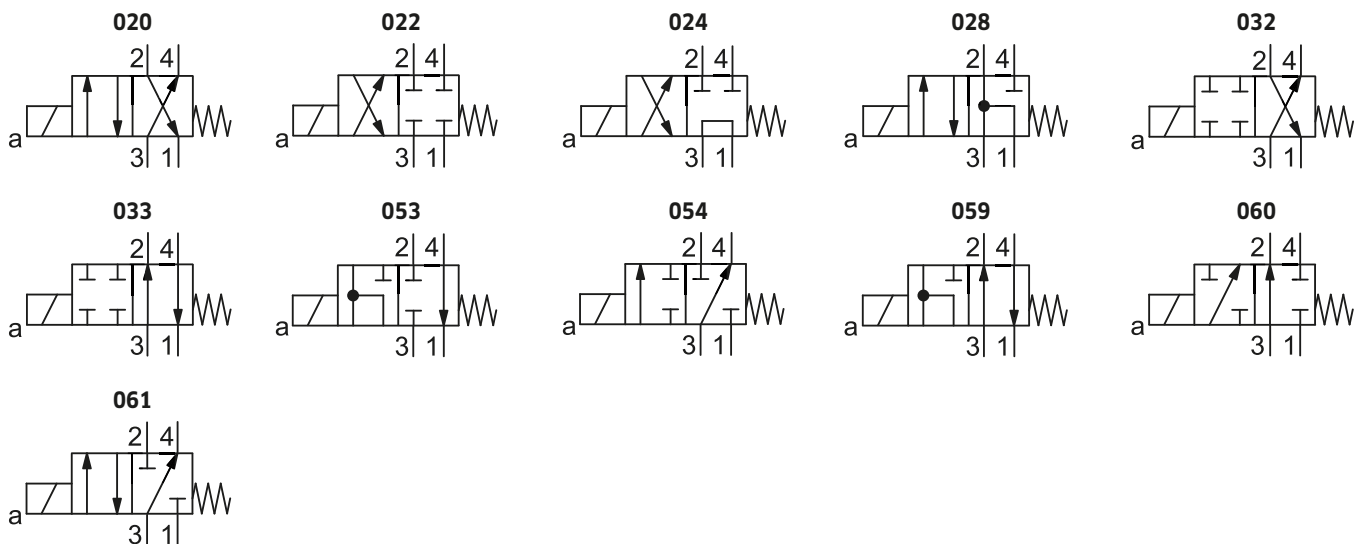 020 022 024 028 032
2 4 2 4 2 4 2 4 2 4
a a a a a
3 1 3 1 3 1 3 1 3 1
033 053 054 059 060
2 4 2 4 2 4 2 4 2 4
a a a a a
3 1 3 1 3 1 3 1 3 1
061
2 4
a
3 1